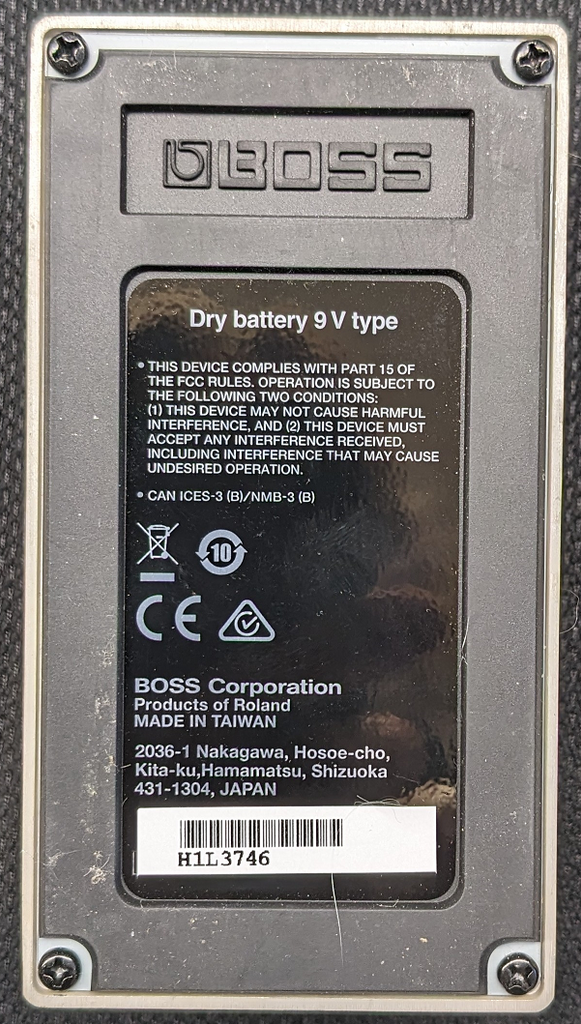 BOSS
Dry battery 9 V type
• THIS DEVICE COMPLIES WITH PART 15 OF
THE FCC RULES. OPERATION IS SUBJECT TO
THE FOLLOWING TWO CONDITIONS:
(1) THIS DEVICE MAY NOT CAUSE HARMFUL
INTERFERENCE, AND (2) THIS DEVICE MUST
ACCEPT ANY INTERFERENCE RECEIVED,
INCLUDING INTERFERENCE THAT MAY CAUSE
UNDESIRED OPERATION.
• CAN ICES-3 (B)/NMB-3 (B)
10
CE
BOSS Corporation
Products of Roland
MADE IN TAIWAN
2036-1 Nakagawa, Hosoe-cho,
Kita-ku,Hamamatsu, Shizuoka
431-1304, JAPAN
H1L3746